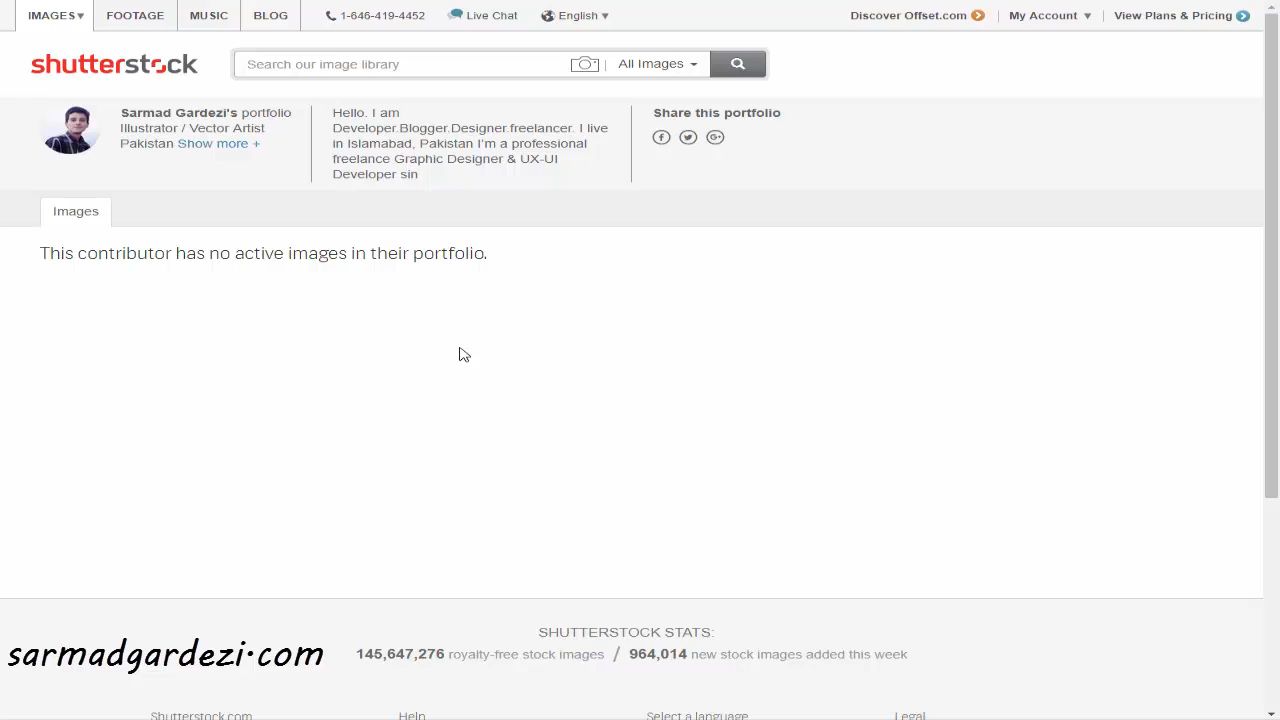 IMAGES▼ FOOTAGE MUSIC BLOG 1-646-419-4452 Live Chat English ▼ Discover Offset.com My Account ▼ | View Plans & Pricing
shutterstock
Search our image library | All Images
Sarmad Gardezi's portfolio
Illustrator / Vector Artist
Pakistan Show more +
Hello. I am
Developer.Blogger.Designer.freelancer. I live
in Islamabad, Pakistan I'm a professional
freelance Graphic Designer & UX-UI
Developer sin
Share this portfolio
Images
This contributor has no active images in their portfolio.
SHUTTERSTOCK STATS:
145,647,276 royalty-free stock images / 964,014 new stock images added this week
sarmadgardezi.com
Shutterstock.com Help Select a language Legal